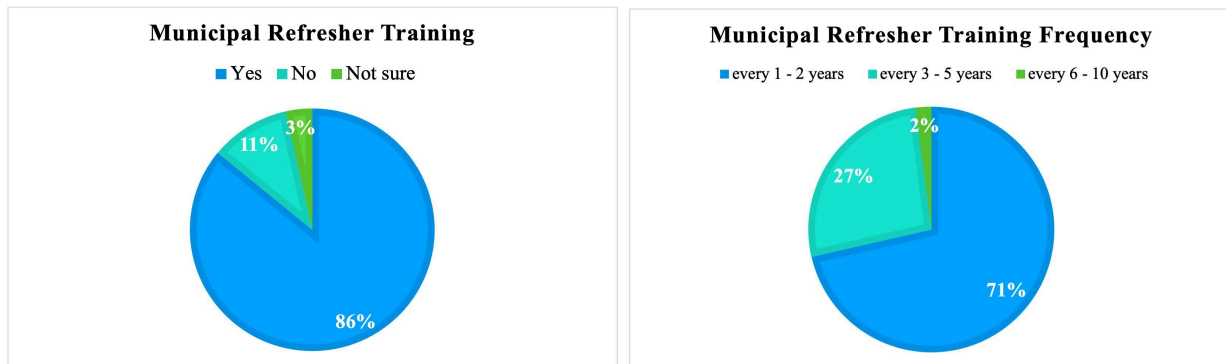 Municipal Refresher Training
Yes No Not sure
3%
11%
86%
Municipal Refresher Training Frequency
every 1 - 2 years every 3 - 5 years every 6 - 10 years
2%
27%
71%